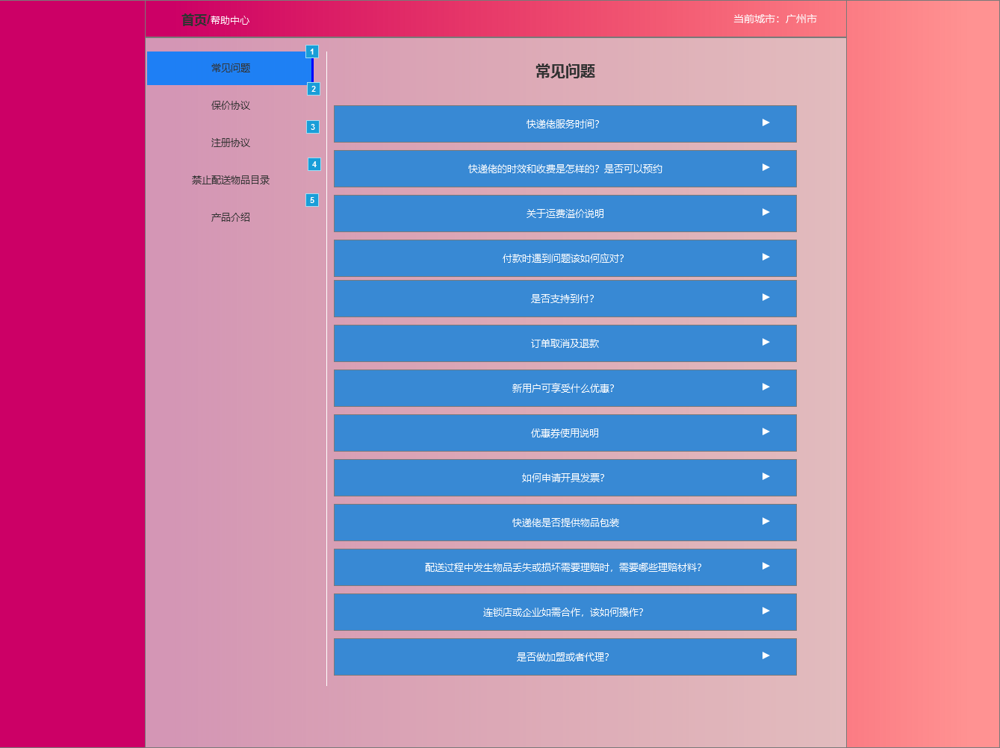 首页/帮助中心
当前城市：广州市
常见问题
1
保价协议
2
注册协议
3
禁止配送物品目录
4
产品介绍
5
常见问题
快递佬服务时间？
▶
快递佬的时效和收费是怎样的？是否可以预约
▶
关于运费溢价说明
▶
付款时遇到问题该如何应对？
▶
是否支持到付？
▶
订单取消及退款
▶
新用户可享受什么优惠？
▶
优惠券使用说明
▶
如何申请开具发票？
▶
快递佬是否提供物品包装
▶
配送过程中发生物品丢失或损坏需要理赔时，需要哪些理赔材料？
▶
连锁店或企业如需合作，该如何操作？
▶
是否做加盟或者代理？
▶